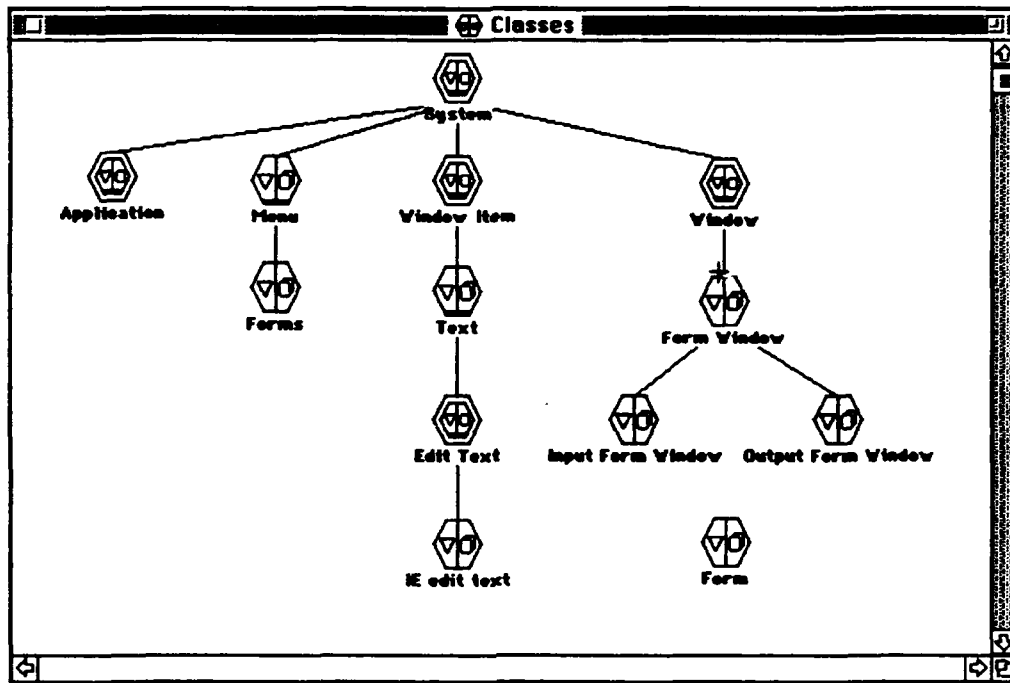 Classes
System
Application
Menu
Window Item
Window
Forms
Text
Form Window
Edit Text
Input Form Window
Output Form Window
IE edit text
Form